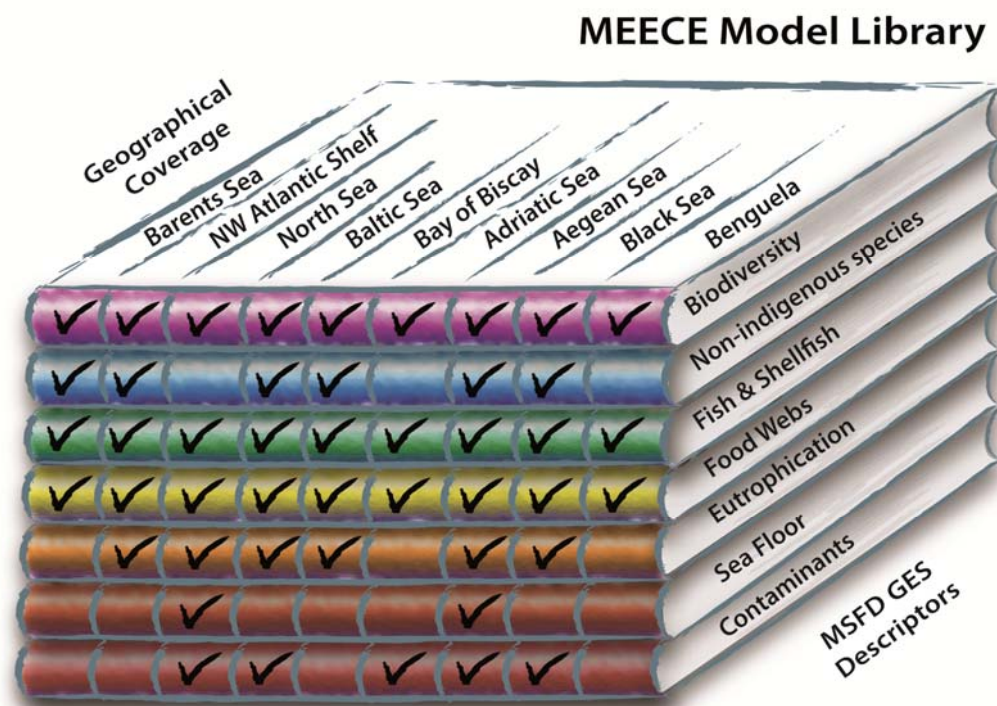 MEECE Model Library
Geographical
Coverage
Barents Sea
NW Atlantic Shelf
North Sea
Baltic Sea
Bay of Biscay
Adriatic Sea
Aegean Sea
Black Sea
Benguela
Biodiversity
Non-indigenous species
Fish & Shellfish
Food Webs
Eutrophication
Sea Floor
Contaminants
MSFD GES
Descriptors